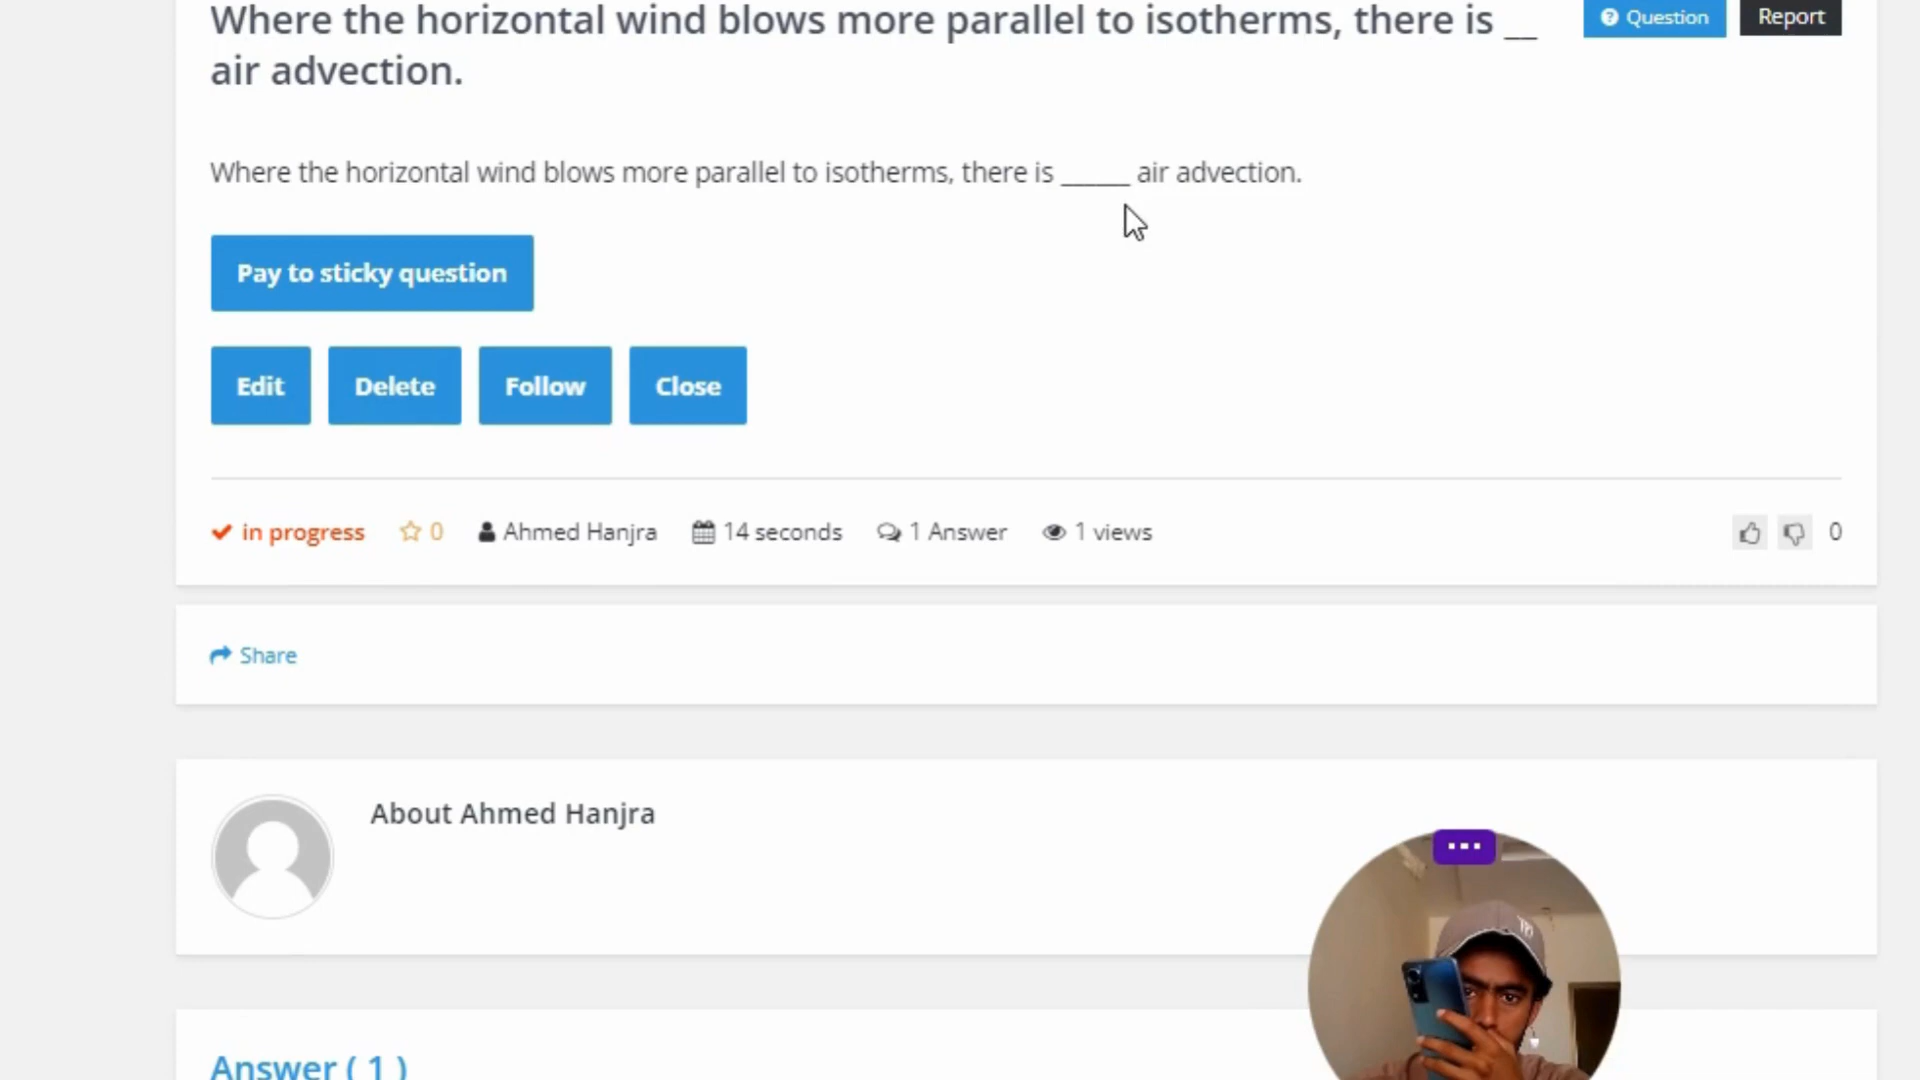 Where the horizontal wind blows more parallel to isotherms, there is __
air advection.
Question
Report
Where the horizontal wind blows more parallel to isotherms, there is ______ air advection.
Pay to sticky question
Edit
Delete
Follow
Close
in progress
0
Ahmed Hanjra
14 seconds
1 Answer
1 views
0
Share
About Ahmed Hanjra
Answer ( 1 )